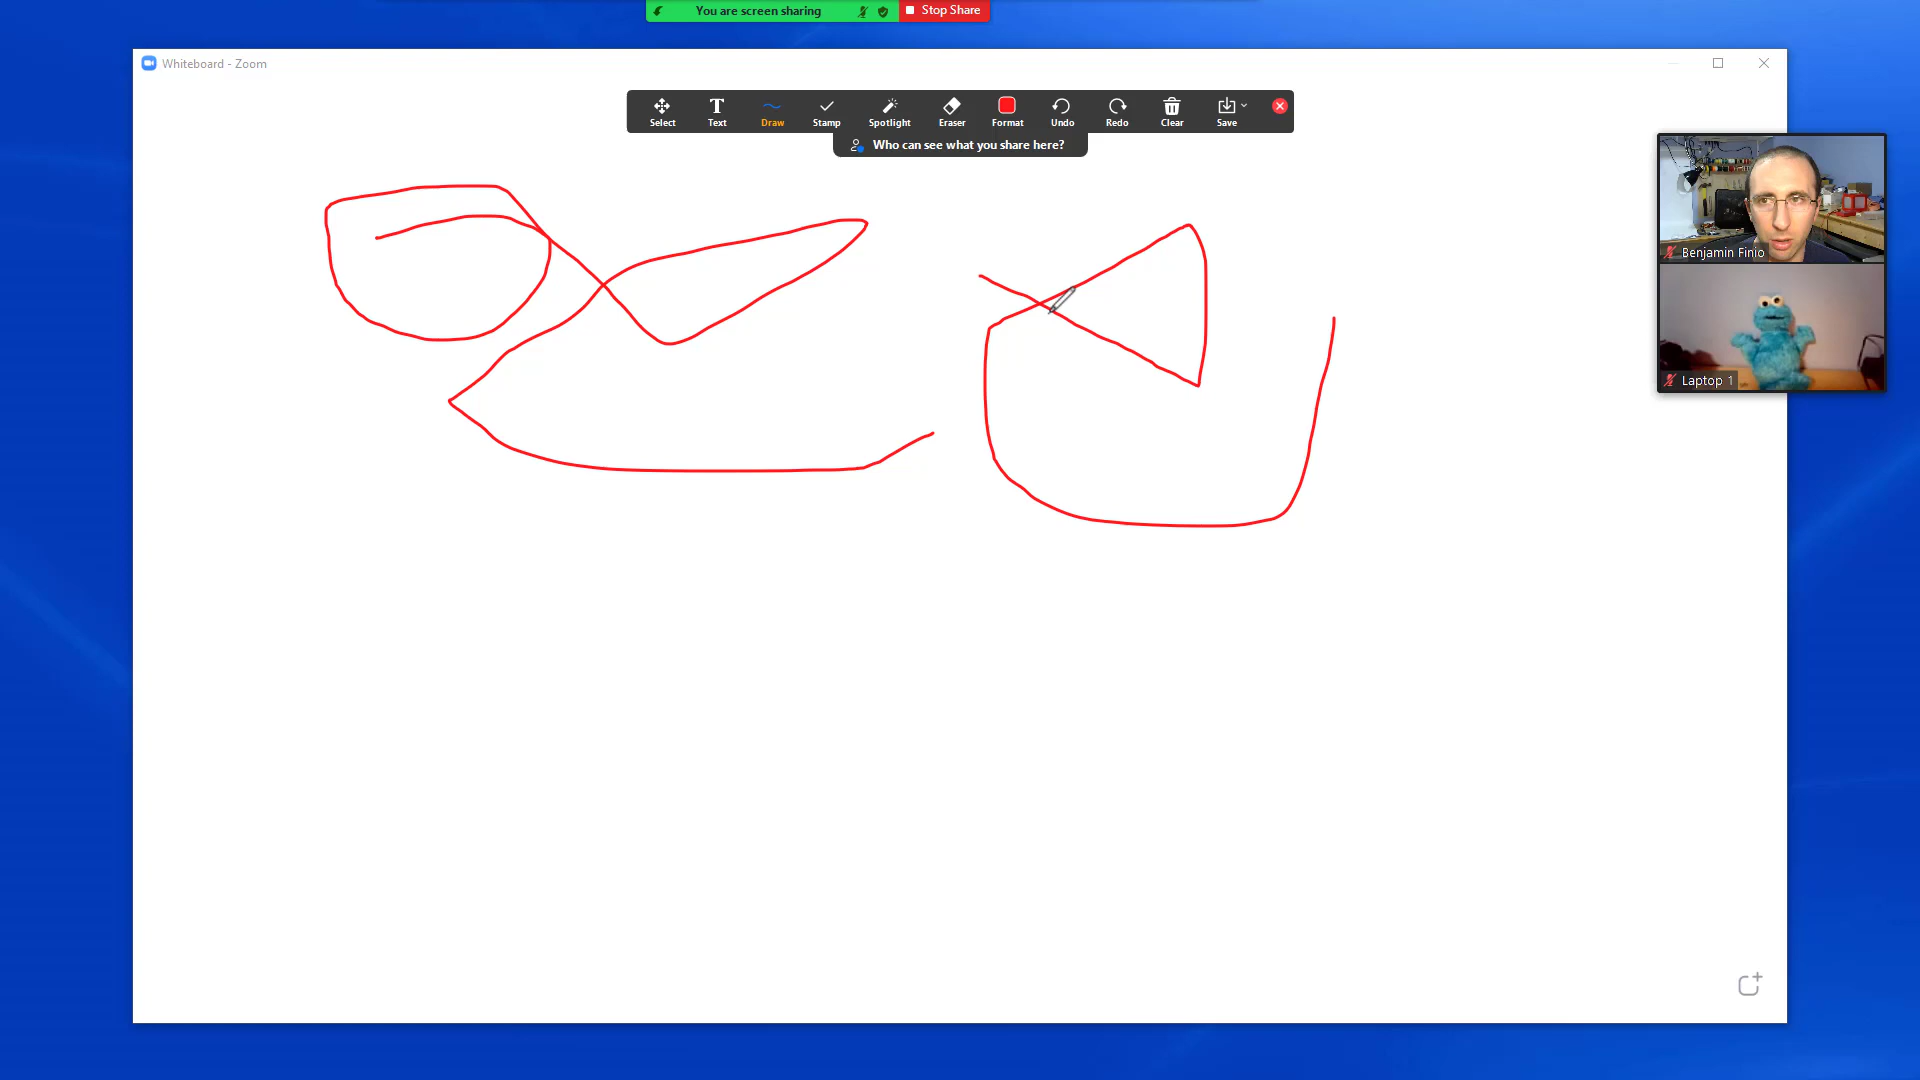 You are screen sharing
Stop Share
Whiteboard - Zoom
Select
Text
Draw
Stamp
Spotlight
Eraser
Format
Undo
Redo
Clear
Save
Who can see what you share here?
Benjamin Finio
Laptop 1